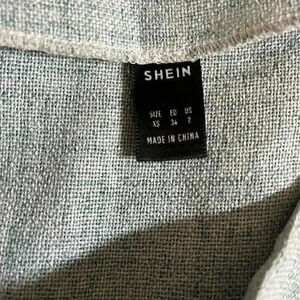 SHEIN
SIZE EU US
XS 34 2
MADE IN CHINA